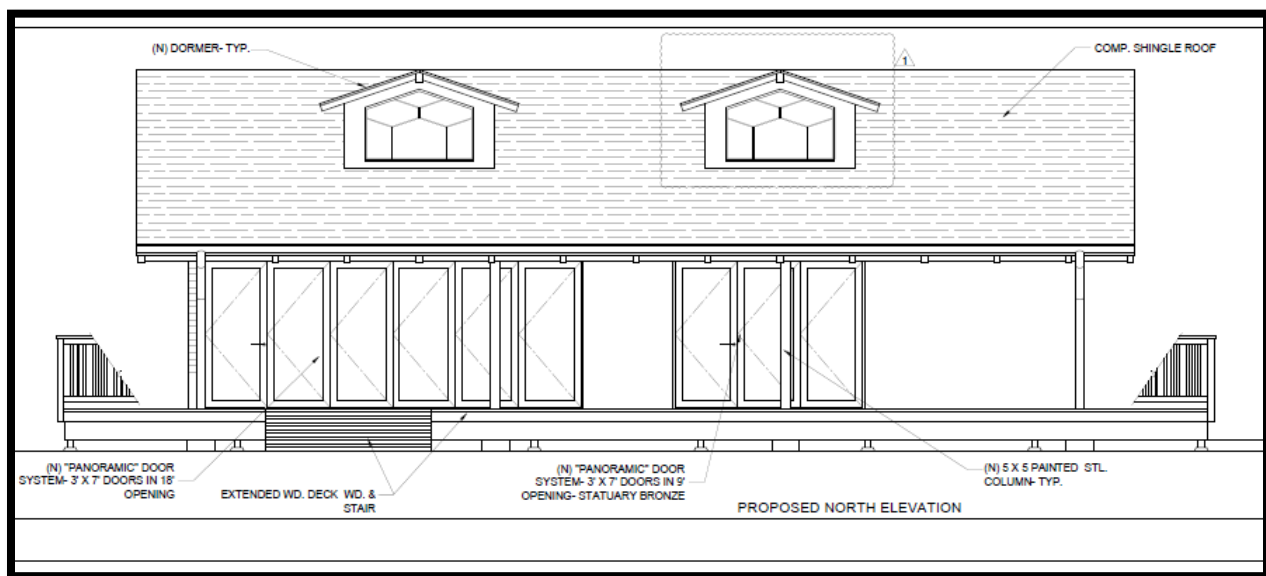 (N) DORMER- TYP.
1
COMP. SHINGLE ROOF
(N) "PANORAMIC" DOOR
SYSTEM- 3' X 7' DOORS IN 18'
OPENING
EXTENDED WD. DECK WD. &
STAIR
(N) "PANORAMIC" DOOR
SYSTEM- 3' X 7' DOORS IN 9'
OPENING- STATUARY BRONZE
(N) 5 X 5 PAINTED STL.
COLUMN- TYP.
PROPOSED NORTH ELEVATION